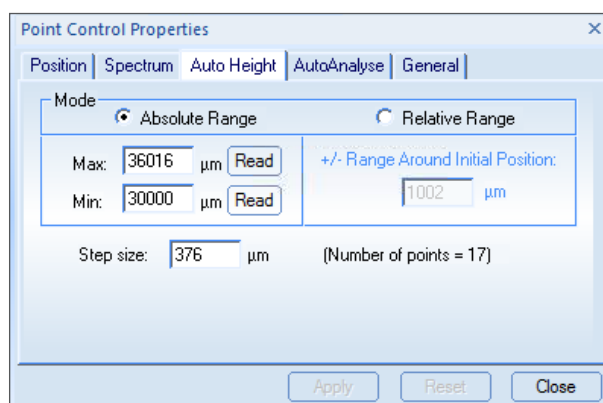 Point Control Properties
Position Spectrum Auto Height AutoAnalyse General
Mode
Absolute Range Relative Range
Max: 36016 µm Read +/- Range Around Initial Position:
Min: 30000 µm Read 1002 µm
Step size: 376 µm (Number of points = 17)
Apply Reset Close